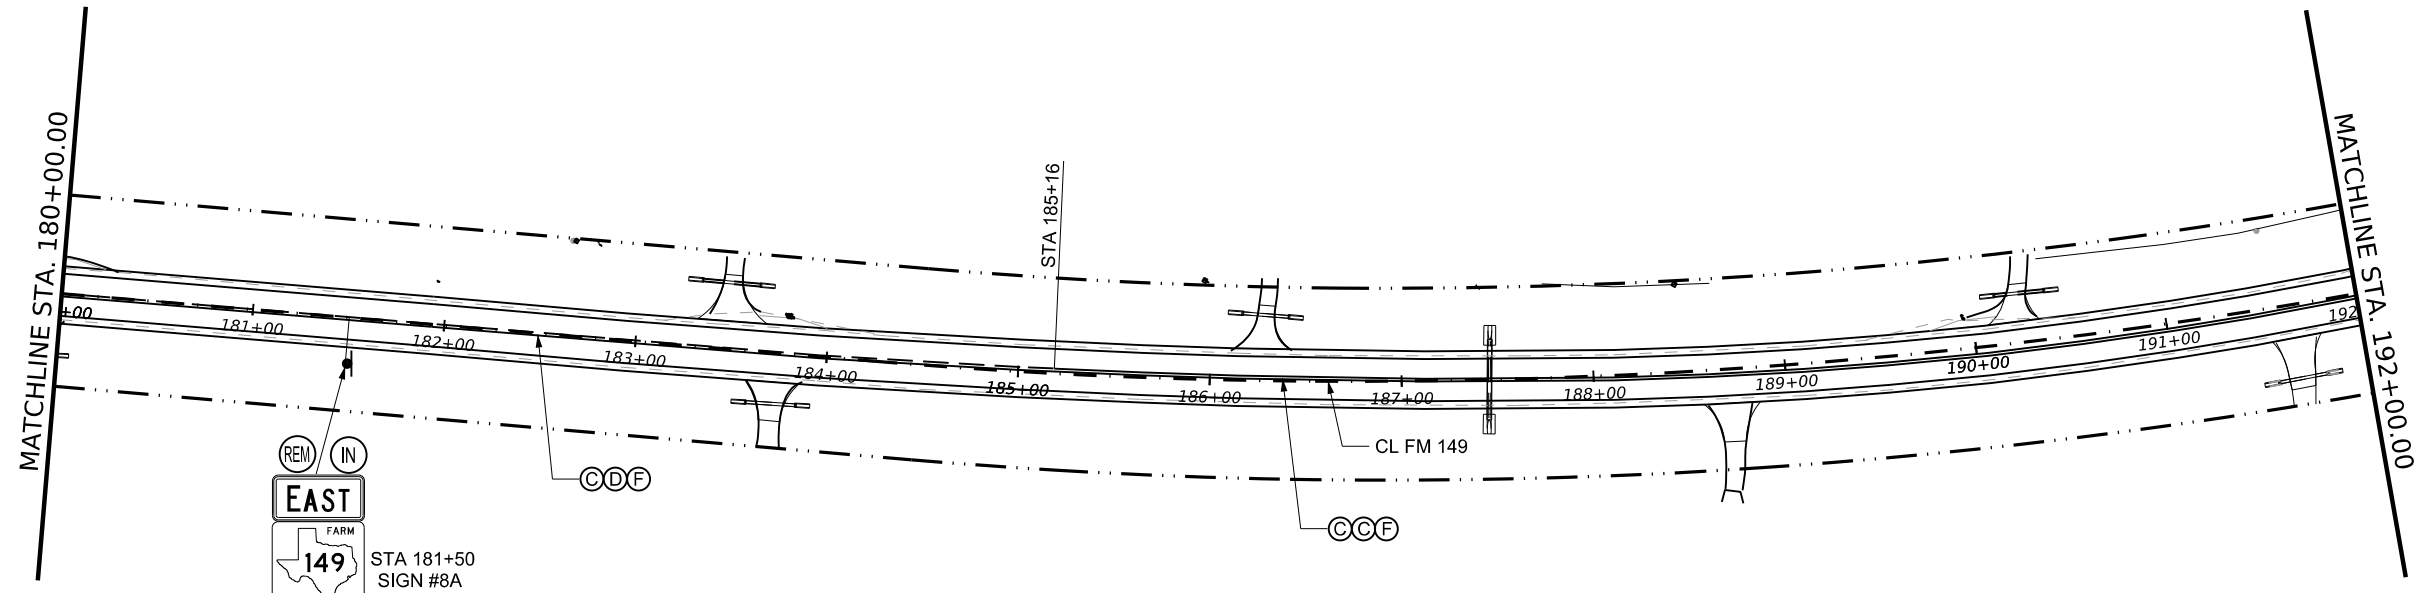 MATCHLINE STA. 180+00.00
+00
181+00
182+00
183+00
184+00
185+00
186+00
187+00
188+00
189+00
190+00
191+00
192
MATCHLINE STA. 192+00.00
STA 185+16
CL FM 149
C D F
C C F
REM IN
EAST
FARM
149
STA 181+50
SIGN #8A